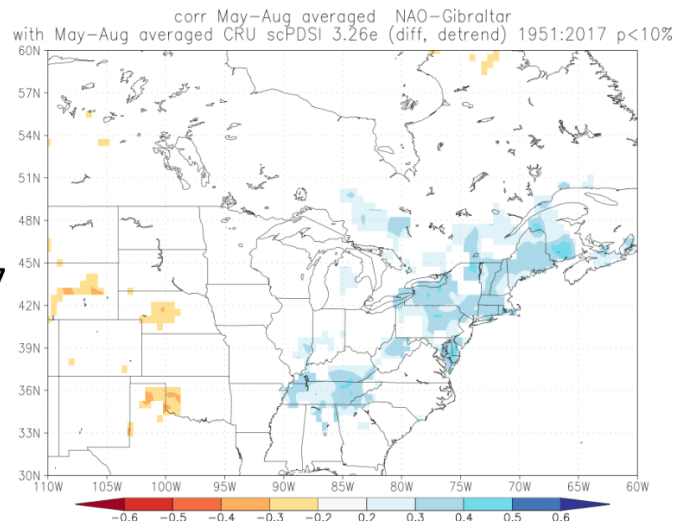 corr May-Aug averaged NAO-Gibraltar
with May-Aug averaged CRU scPDSI 3.26e (diff, detrend) 1951:2017 p<10%
60N
57N
54N
51N
48N
45N
42N
39N
36N
33N
30N
110W 105W 100W 95W 90W 85W 80W 75W 70W 65W 60W
-0.6 -0.5 -0.4 -0.3 -0.2 0.2 0.3 0.4 0.5 0.6